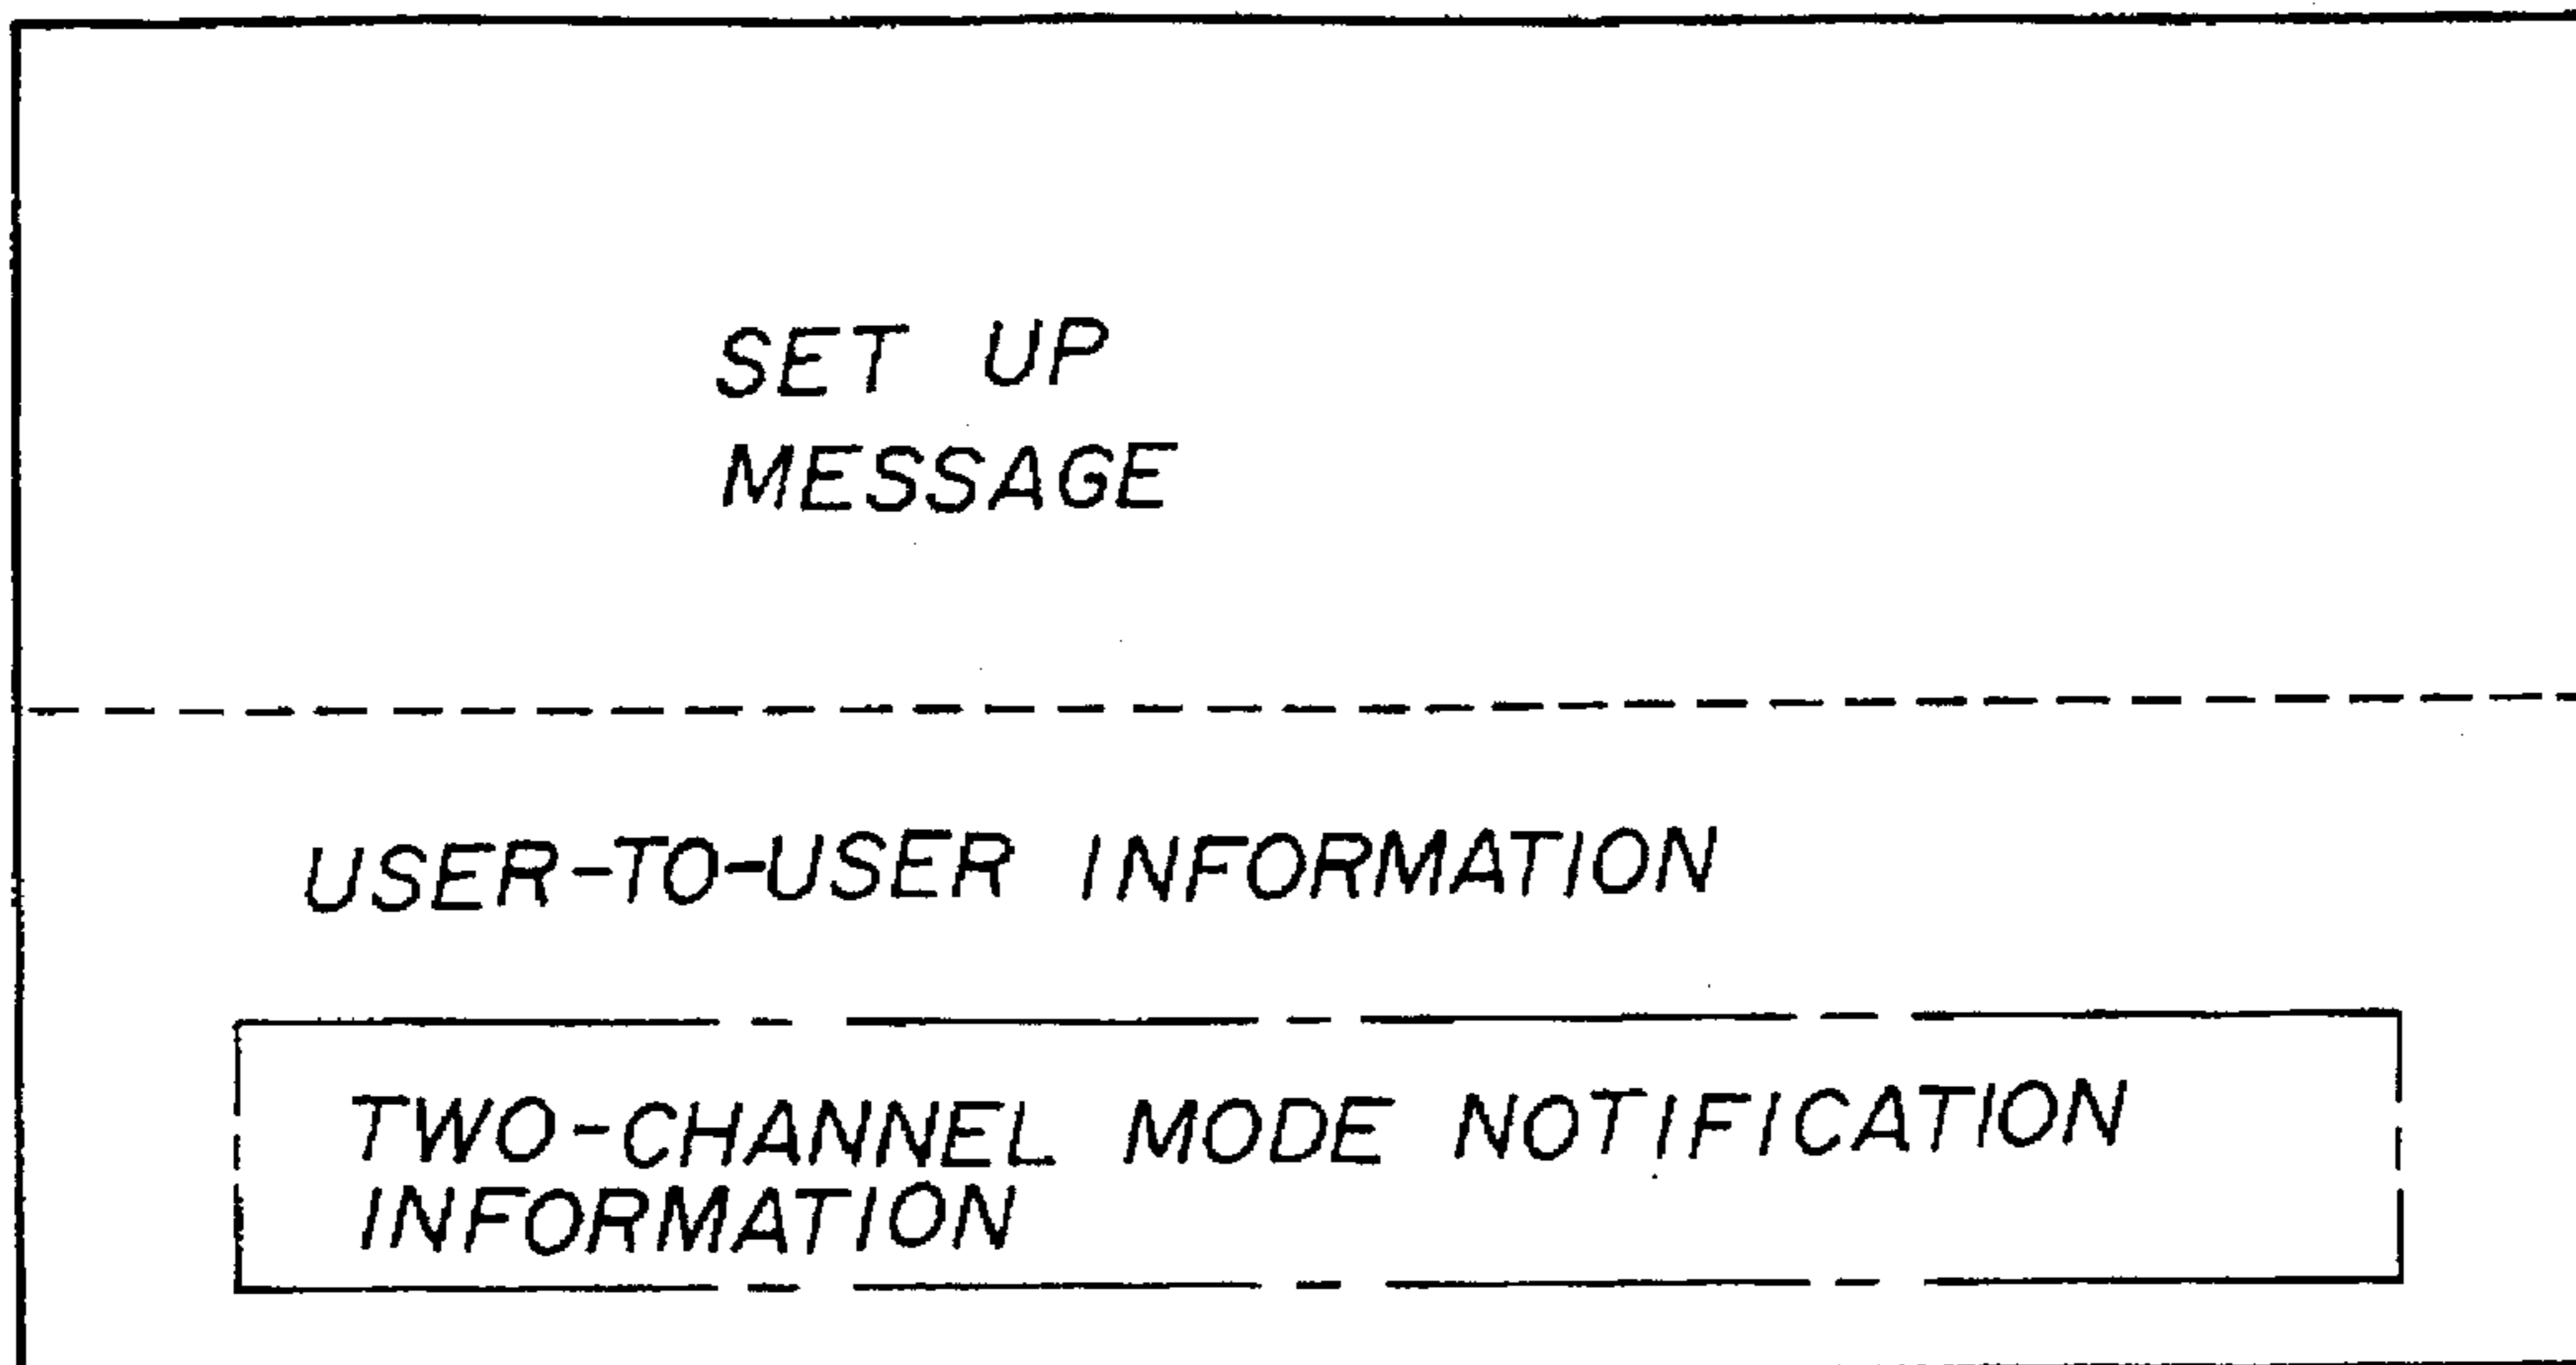 SET UP
MESSAGE
USER-TO-USER INFORMATION
TWO-CHANNEL MODE NOTIFICATION
INFORMATION